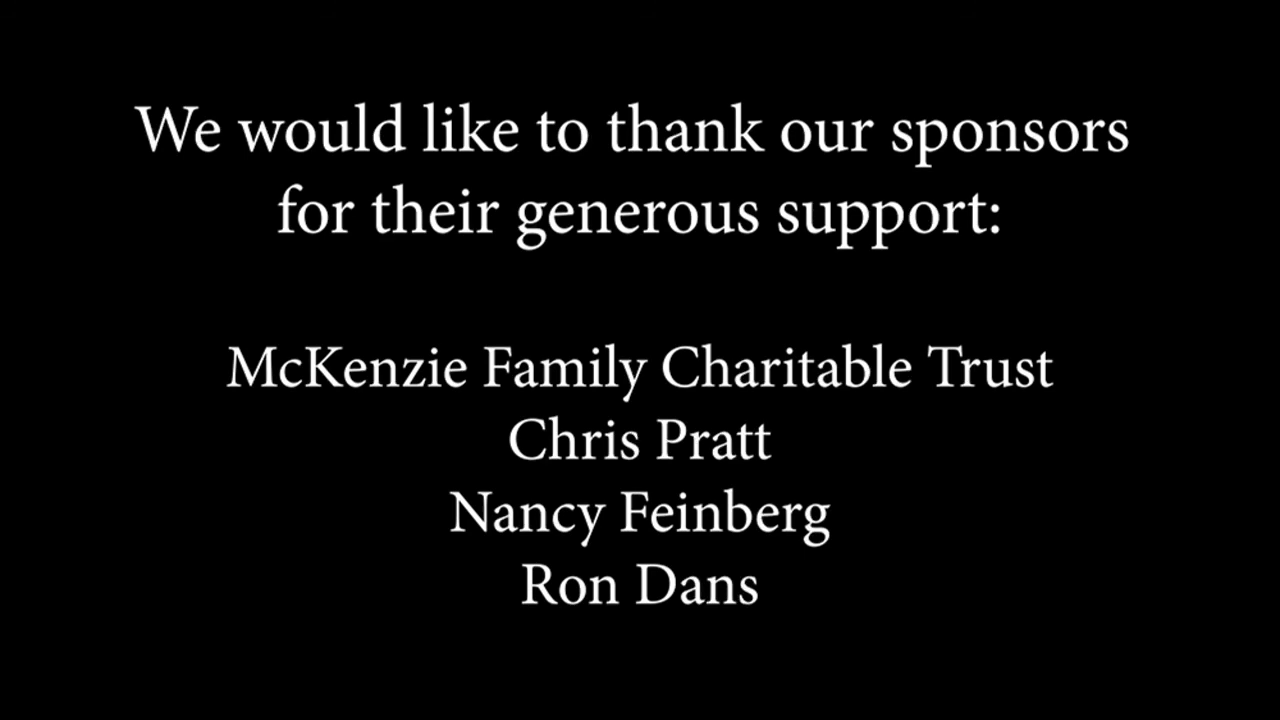 We would like to thank our sponsors
for their generous support:
McKenzie Family Charitable Trust
Chris Pratt
Nancy Feinberg
Ron Dans